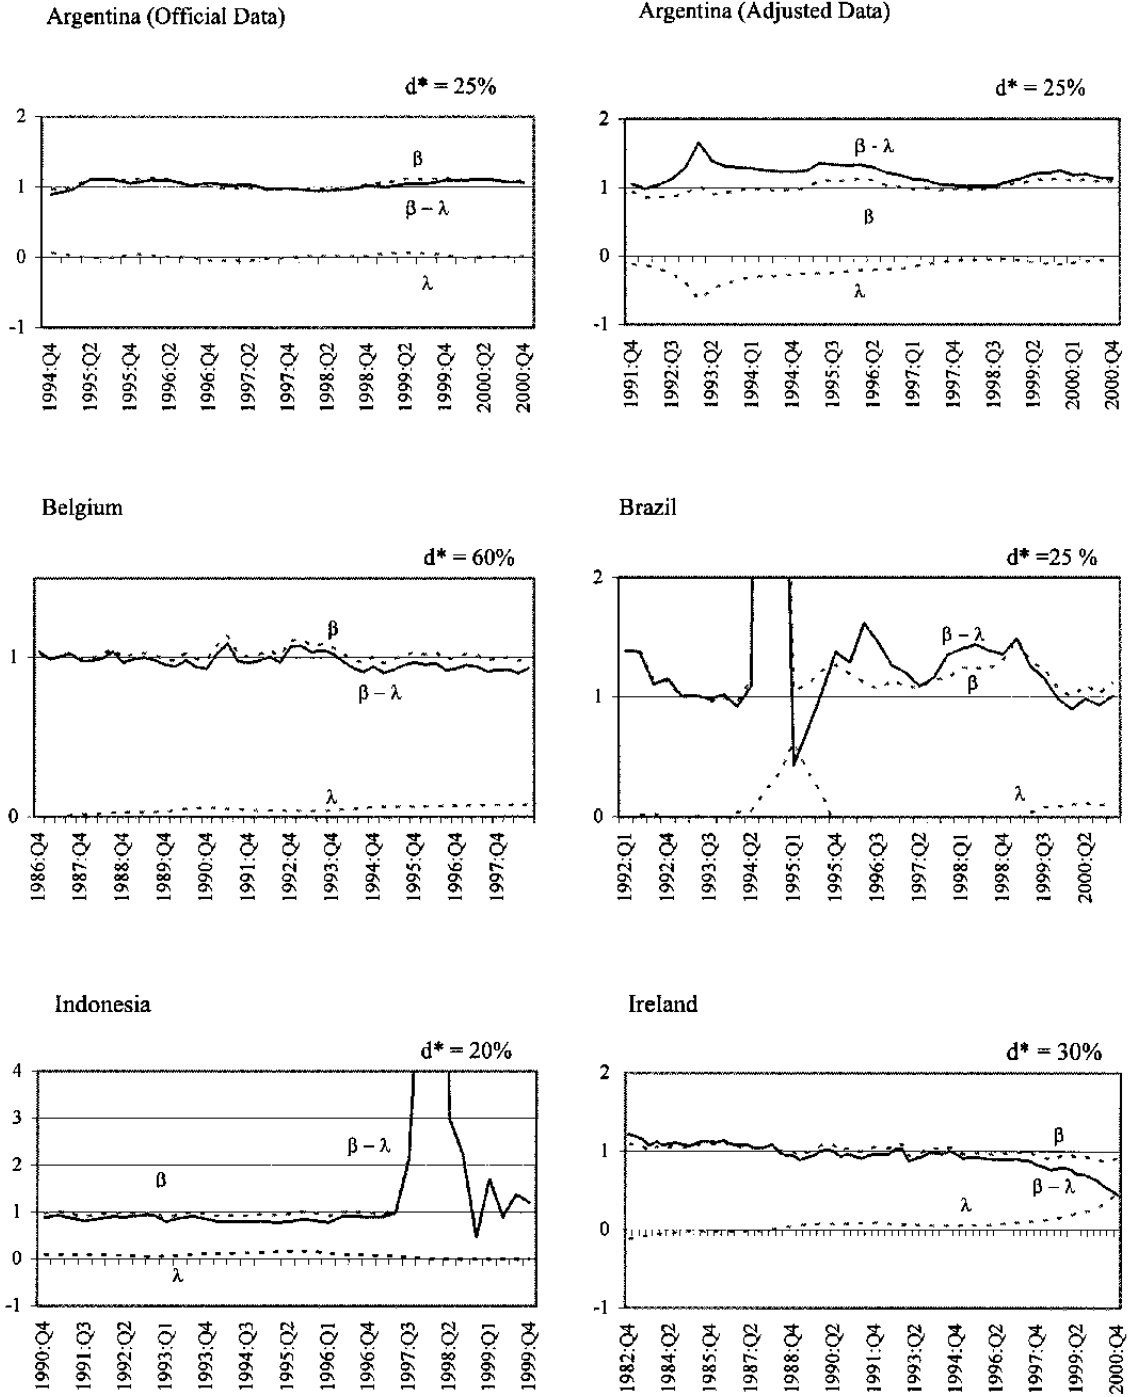 Argentina (Official Data)
d* = 25%
2
1
0
-1
β
β – λ
λ
1994:Q4
1995:Q2
1995:Q4
1996:Q2
1996:Q4
1997:Q2
1997:Q4
1998:Q2
1998:Q4
1999:Q2
1999:Q4
2000:Q2
2000:Q4
Argentina (Adjusted Data)
d* = 25%
2
1
0
-1
β - λ
β
λ
1991:Q4
1992:Q3
1993:Q2
1994:Q1
1994:Q4
1995:Q3
1996:Q2
1997:Q1
1997:Q4
1998:Q3
1999:Q2
2000:Q1
2000:Q4
Belgium
d* = 60%
1
0
β
β – λ
λ
1986:Q4
1987:Q4
1988:Q4
1989:Q4
1990:Q4
1991:Q4
1992:Q4
1993:Q4
1994:Q4
1995:Q4
1996:Q4
1997:Q4
Brazil
d* =25 %
2
1
0
β – λ
β
λ
1992:Q1
1992:Q4
1993:Q3
1994:Q2
1995:Q1
1995:Q4
1996:Q3
1997:Q2
1998:Q1
1998:Q4
1999:Q3
2000:Q2
Indonesia
d* = 20%
4
3
2
1
0
-1
β – λ
β
λ
1990:Q4
1991:Q3
1992:Q2
1993:Q1
1993:Q4
1994:Q3
1995:Q2
1996:Q1
1996:Q4
1997:Q3
1998:Q2
1999:Q1
1999:Q4
Ireland
d* = 30%
2
1
0
-1
β
β – λ
λ
1982:Q4
1984:Q2
1985:Q4
1987:Q2
1988:Q4
1990:Q2
1991:Q4
1993:Q2
1994:Q4
1996:Q2
1997:Q4
1999:Q2
2000:Q4